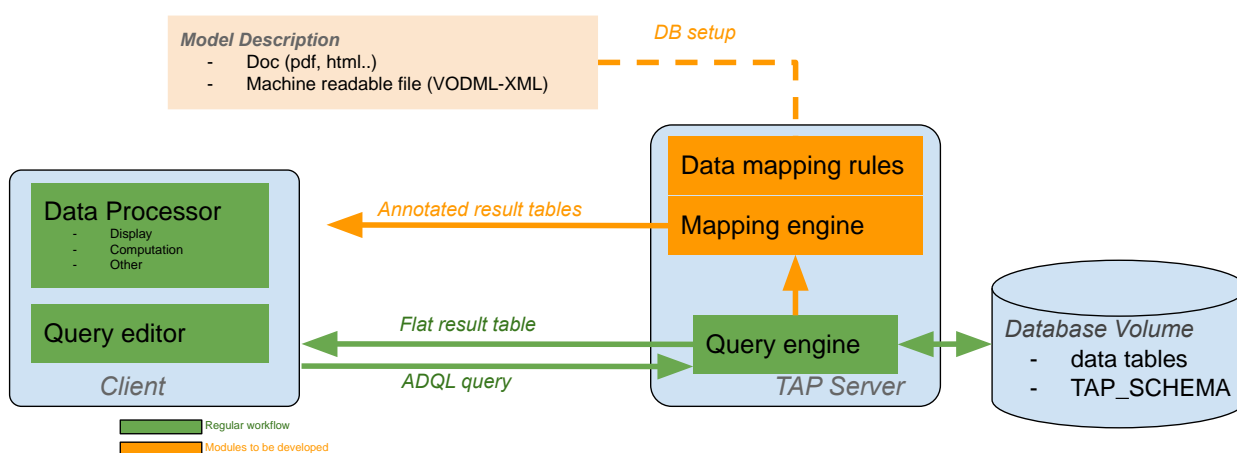 Model Description
- Doc (pdf, html..)
- Machine readable file (VODML-XML)
DB setup
Data Processor
- Display
- Computation
- Other
Query editor
Client
Annotated result tables
Flat result table
ADQL query
Data mapping rules
Mapping engine
Query engine
TAP Server
Database Volume
- data tables
- TAP_SCHEMA
Regular workflow
Modules to be developed